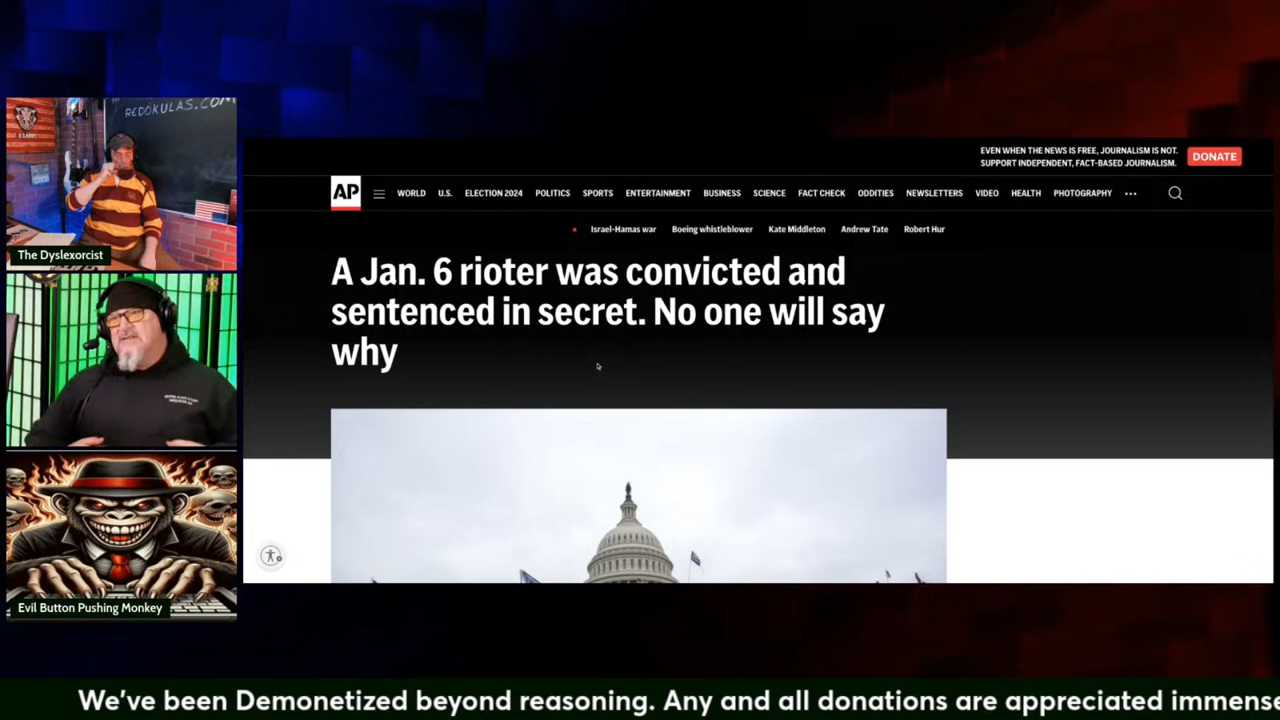 REDOKULAS.COM
The Dyslexorcist
Evil Button Pushing Monkey
EVEN WHEN THE NEWS IS FREE, JOURNALISM IS NOT.
SUPPORT INDEPENDENT, FACT-BASED JOURNALISM.
DONATE
AP
WORLD U.S. ELECTION 2024 POLITICS SPORTS ENTERTAINMENT BUSINESS SCIENCE FACT CHECK ODDITIES NEWSLETTERS VIDEO HEALTH PHOTOGRAPHY
Israel-Hamas war Boeing whistleblower Kate Middleton Andrew Tate Robert Hur
A Jan. 6 rioter was convicted and
sentenced in secret. No one will say
why
We've been Demonetized beyond reasoning. Any and all donations are appreciated immense